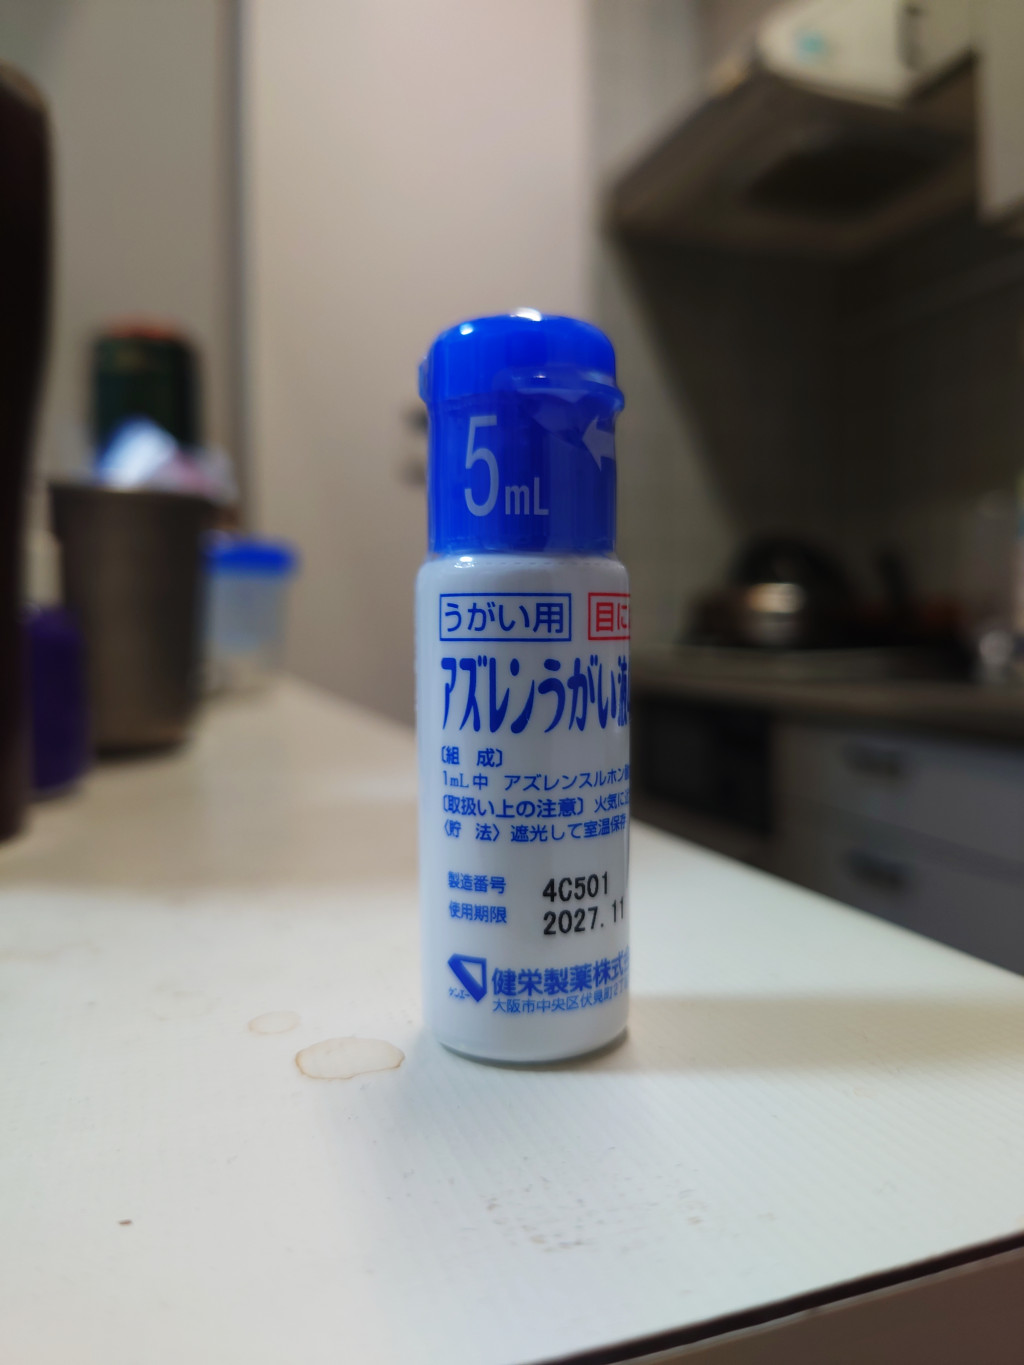 5mL
うがい用 目に
アズレンうがい液
〔組 成〕
1mL中 アズレンスルホン
〔取扱い上の注意〕火気に
〈貯 法〉遮光して室温保存
製造番号 4C501
使用期限 2027.11
健栄製薬株式
大阪市中央区伏見町2